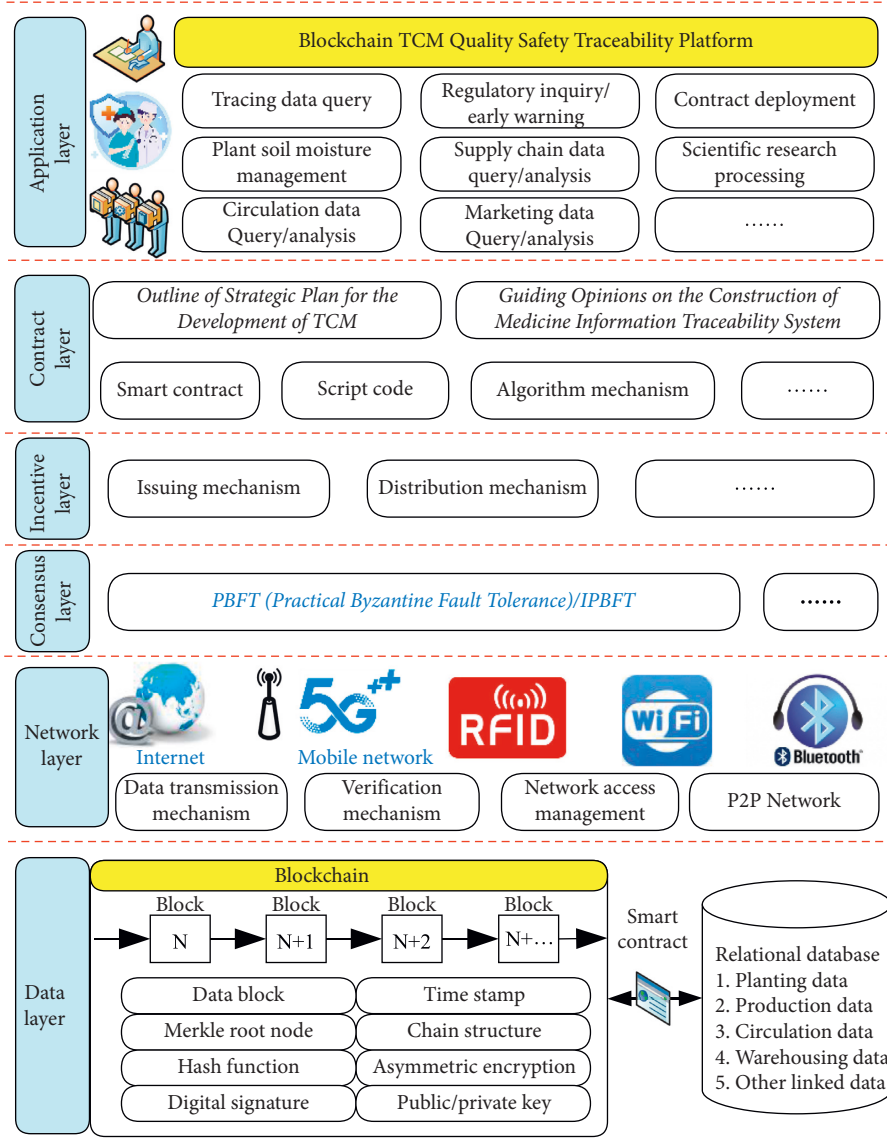 Application
layer
Blockchain TCM Quality Safety Traceability Platform
Tracing data query
Regulatory inquiry/
early warning
Contract deployment
Plant soil moisture
management
Supply chain data
query/analysis
Scientific research
processing
Circulation data
Query/analysis
Marketing data
Query/analysis
......
Contract
layer
Outline of Strategic Plan for the
Development of TCM
Guiding Opinions on the Construction of
Medicine Information Traceability System
Smart contract
Script code
Algorithm mechanism
......
Incentive
layer
Issuing mechanism
Distribution mechanism
......
Consensus
layer
PBFT (Practical Byzantine Fault Tolerance)/IPBFT
......
Network
layer
@
Internet
5G++
Mobile network
RFID
WiFi
Bluetooth
Data transmission
mechanism
Verification
mechanism
Network access
management
P2P Network
Data
layer
Blockchain
Block
N
Block
N+1
Block
N+2
Block
N+...
Data block
Time stamp
Merkle root node
Chain structure
Hash function
Asymmetric encryption
Digital signature
Public/private key
Smart
contract
Relational database
1. Planting data
2. Production data
3. Circulation data
4. Warehousing data
5. Other linked data